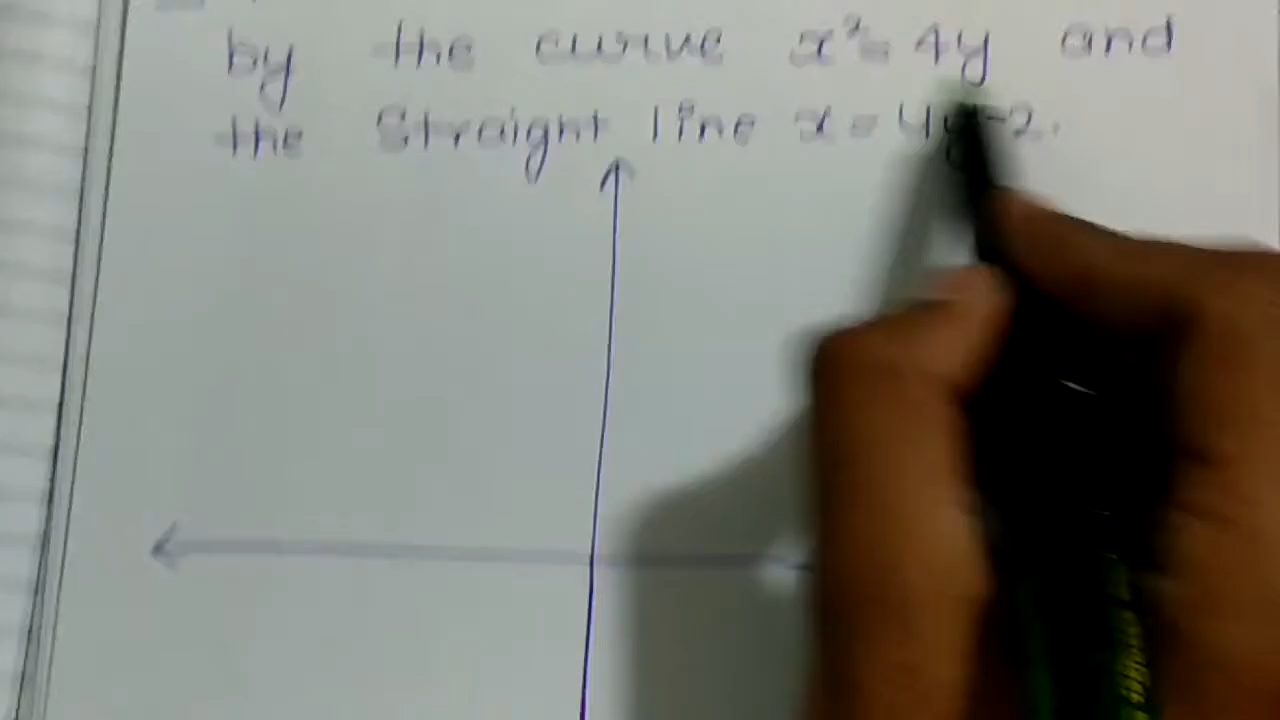 by the curve x² = 4y and
the straight line x = 4y-2.